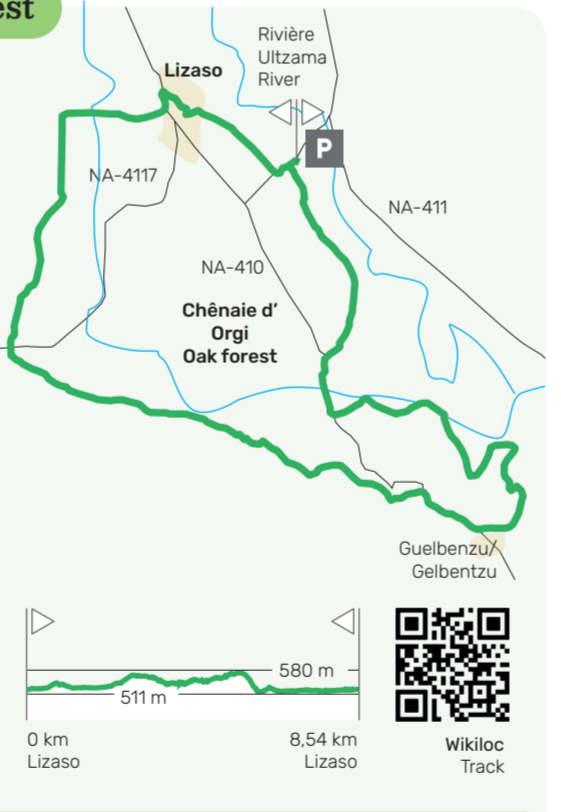 est
Rivière
Ultzama
River
Lizaso
P
NA-4117
NA-411
NA-410
Chênaie d’
Orgi
Oak forest
Guelbenzu/
Gelbentzu
580 m
511 m
0 km
Lizaso
8,54 km
Lizaso
Wikiloc
Track